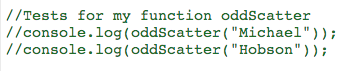 //Tests for my function oddScatter
//console.log(oddScatter("Michael"));
//console.log(oddScatter("Hobson"));